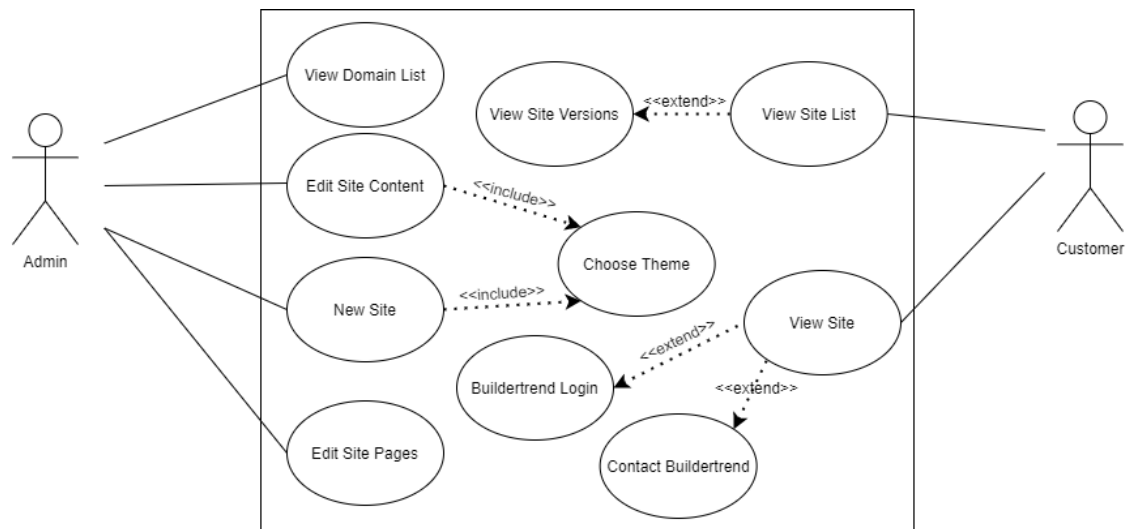 View Domain List
View Site Versions
<<extend>>
View Site List
Edit Site Content
<<include>>
Admin
Customer
Choose Theme
<<include>>
New Site
View Site
<<extend>>
Buildertrend Login
<<extend>>
Edit Site Pages
Contact Buildertrend